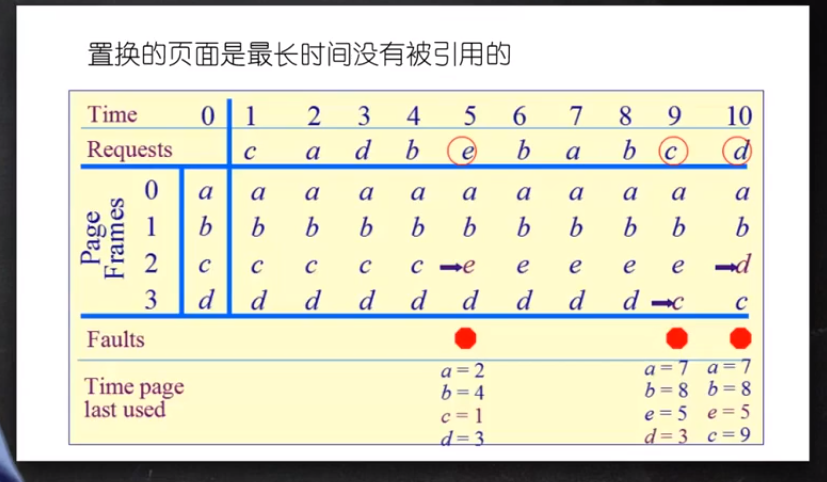 置换的页面是最长时间没有被引用的
Time 0 1 2 3 4 5 6 7 8 9 10
Requests c a d b e b a b c d
Page Frames
0 a a a a a a a a a a a
1 b b b b b b b b b b b
2 c c c c c e e e e e d
3 d d d d d d d d d c c
Faults
Time page last used
a = 2 a = 7 a = 7
b = 4 b = 8 b = 8
c = 1 e = 5 e = 5
d = 3 d = 3 c = 9